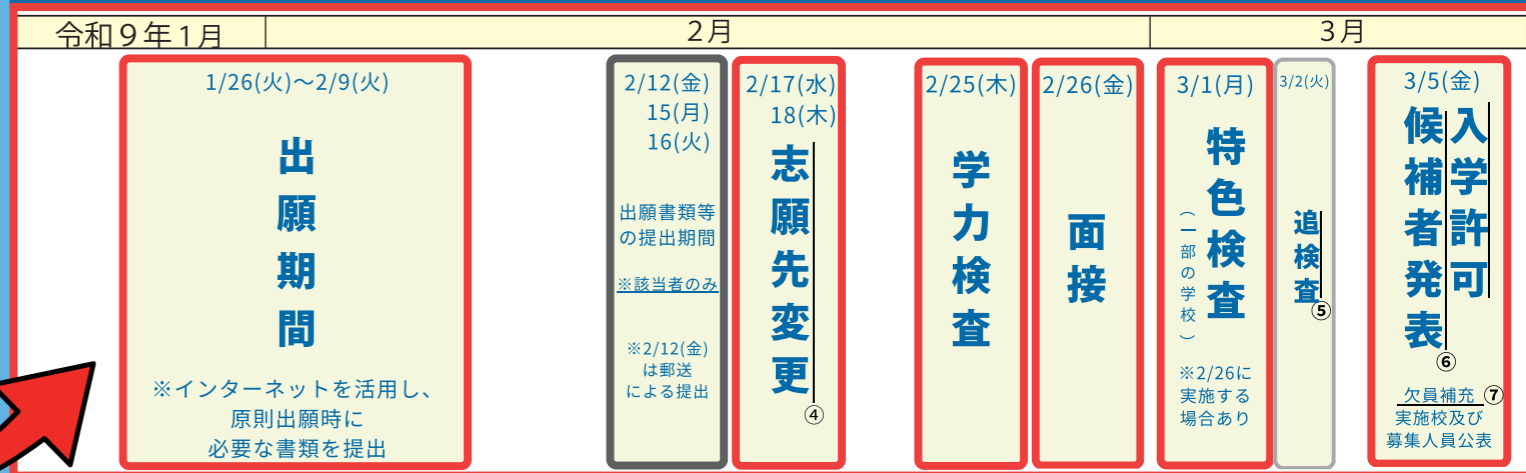 令和９年１月
２月
３月
1/26(火)～2/9(火)
出願期間
※インターネットを活用し、
原則出願時に
必要な書類を提出
2/12(金)
15(月)
16(火)
出願書類等
の提出期間
※該当者のみ
※2/12(金)
は郵送
による提出
2/17(水)
18(木)
志願先変更
④
2/25(木)
学力検査
2/26(金)
面接
3/1(月)
特色検査
（一部の学校）
※2/26に
実施する
場合あり
3/2(火)
追検査
⑤
3/5(金)
入学許可
候補者発表
⑥
欠員補充 ⑦
実施校及び
募集人員公表